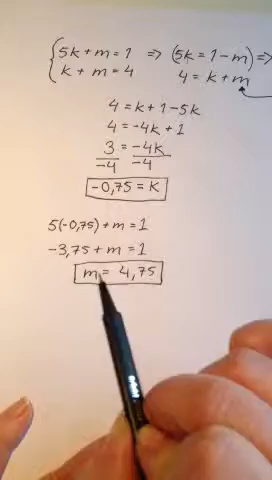 {5k + m = 1 ⇒ (5k = 1 - m) ⇒
k + m = 4 4 = k + m
4 = k + 1 - 5k
4 = -4k + 1
3/-4 = -4k/-4
-0,75 = k
5(-0,75) + m = 1
-3,75 + m = 1
m = 4,75